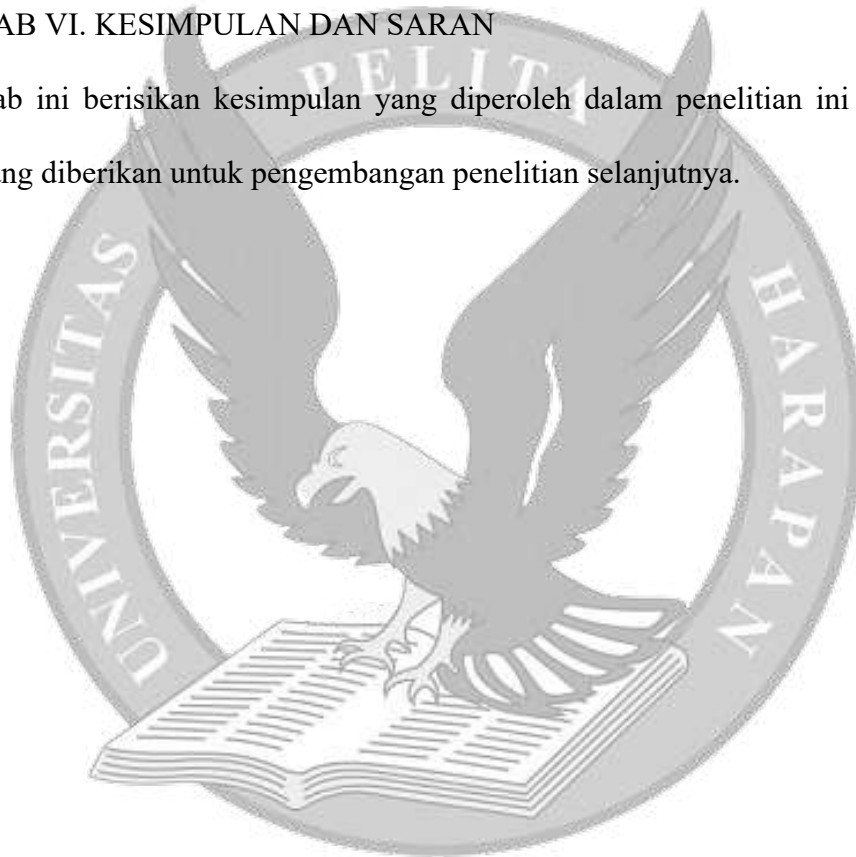 AB VI. KESIMPULAN DAN SARAN
ab ini berisikan kesimpulan yang diperoleh dalam penelitian ini
ang diberikan untuk pengembangan penelitian selanjutnya.
UNIVERSITAS PELITA HARAPAN